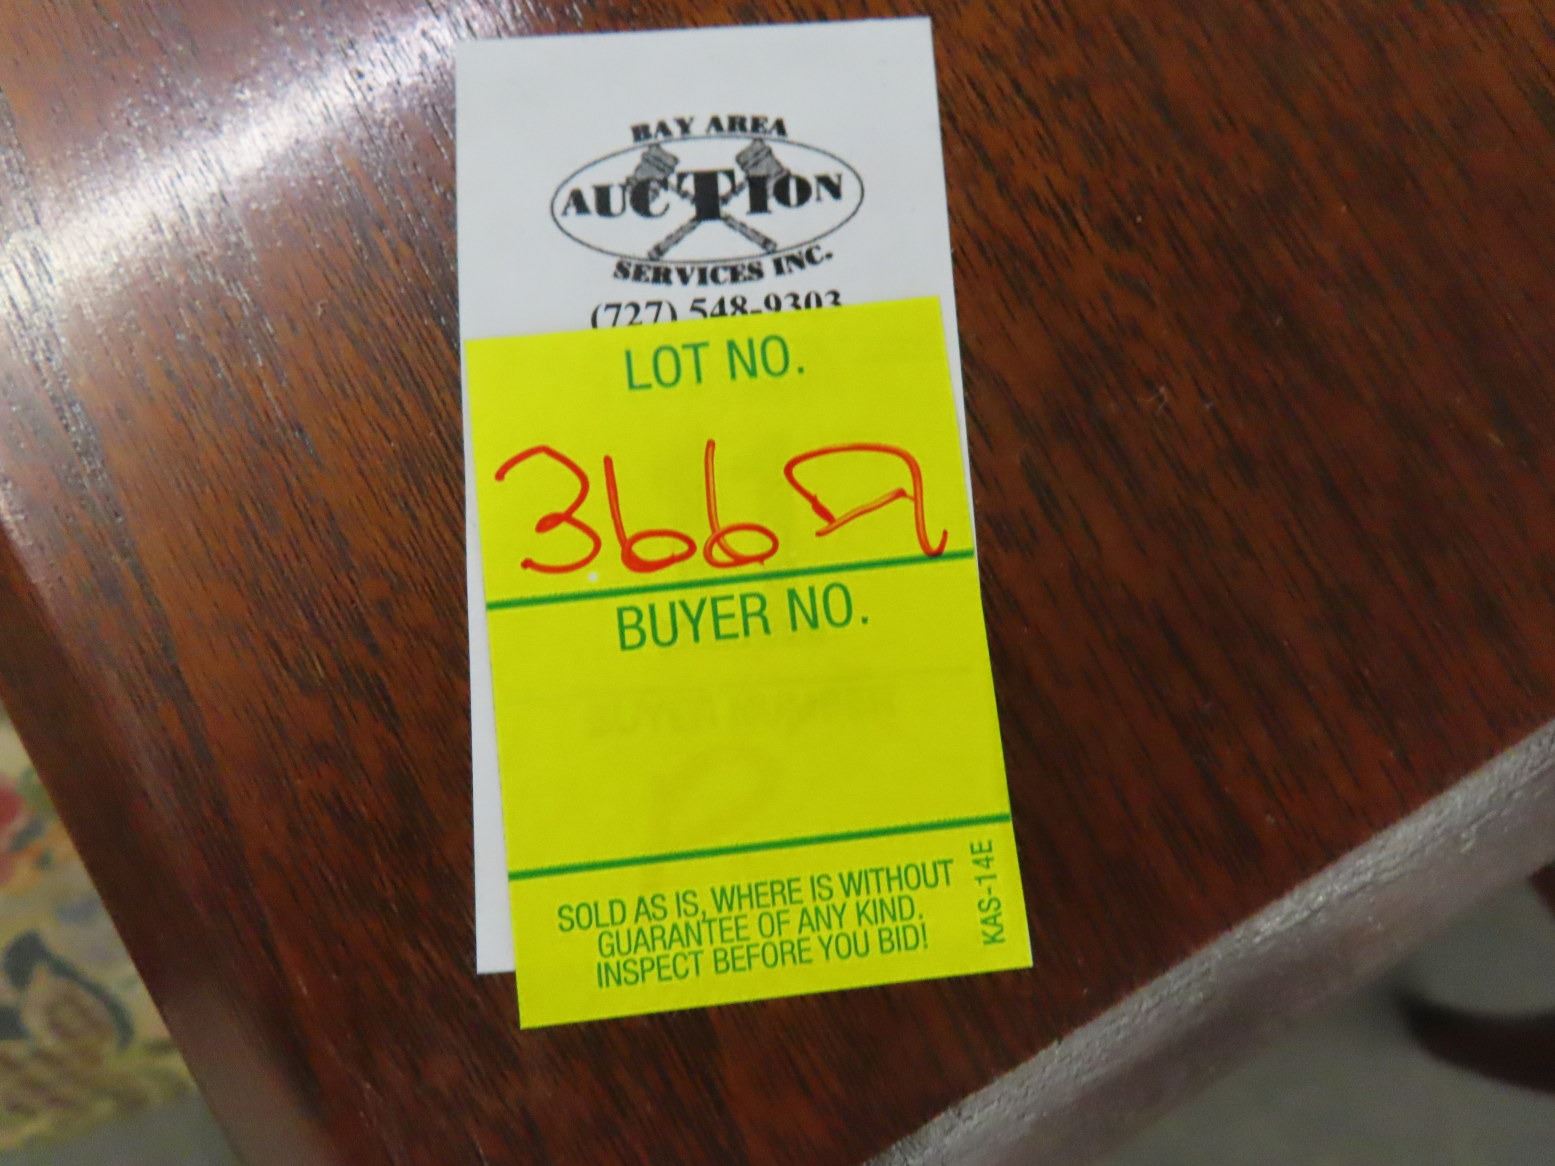 BAY AREA
AUCTION
SERVICES INC.
(727) 548-9303
LOT NO.
366A
BUYER NO.
SOLD AS IS, WHERE IS WITHOUT
GUARANTEE OF ANY KIND.
INSPECT BEFORE YOU BID!
KAS-14E